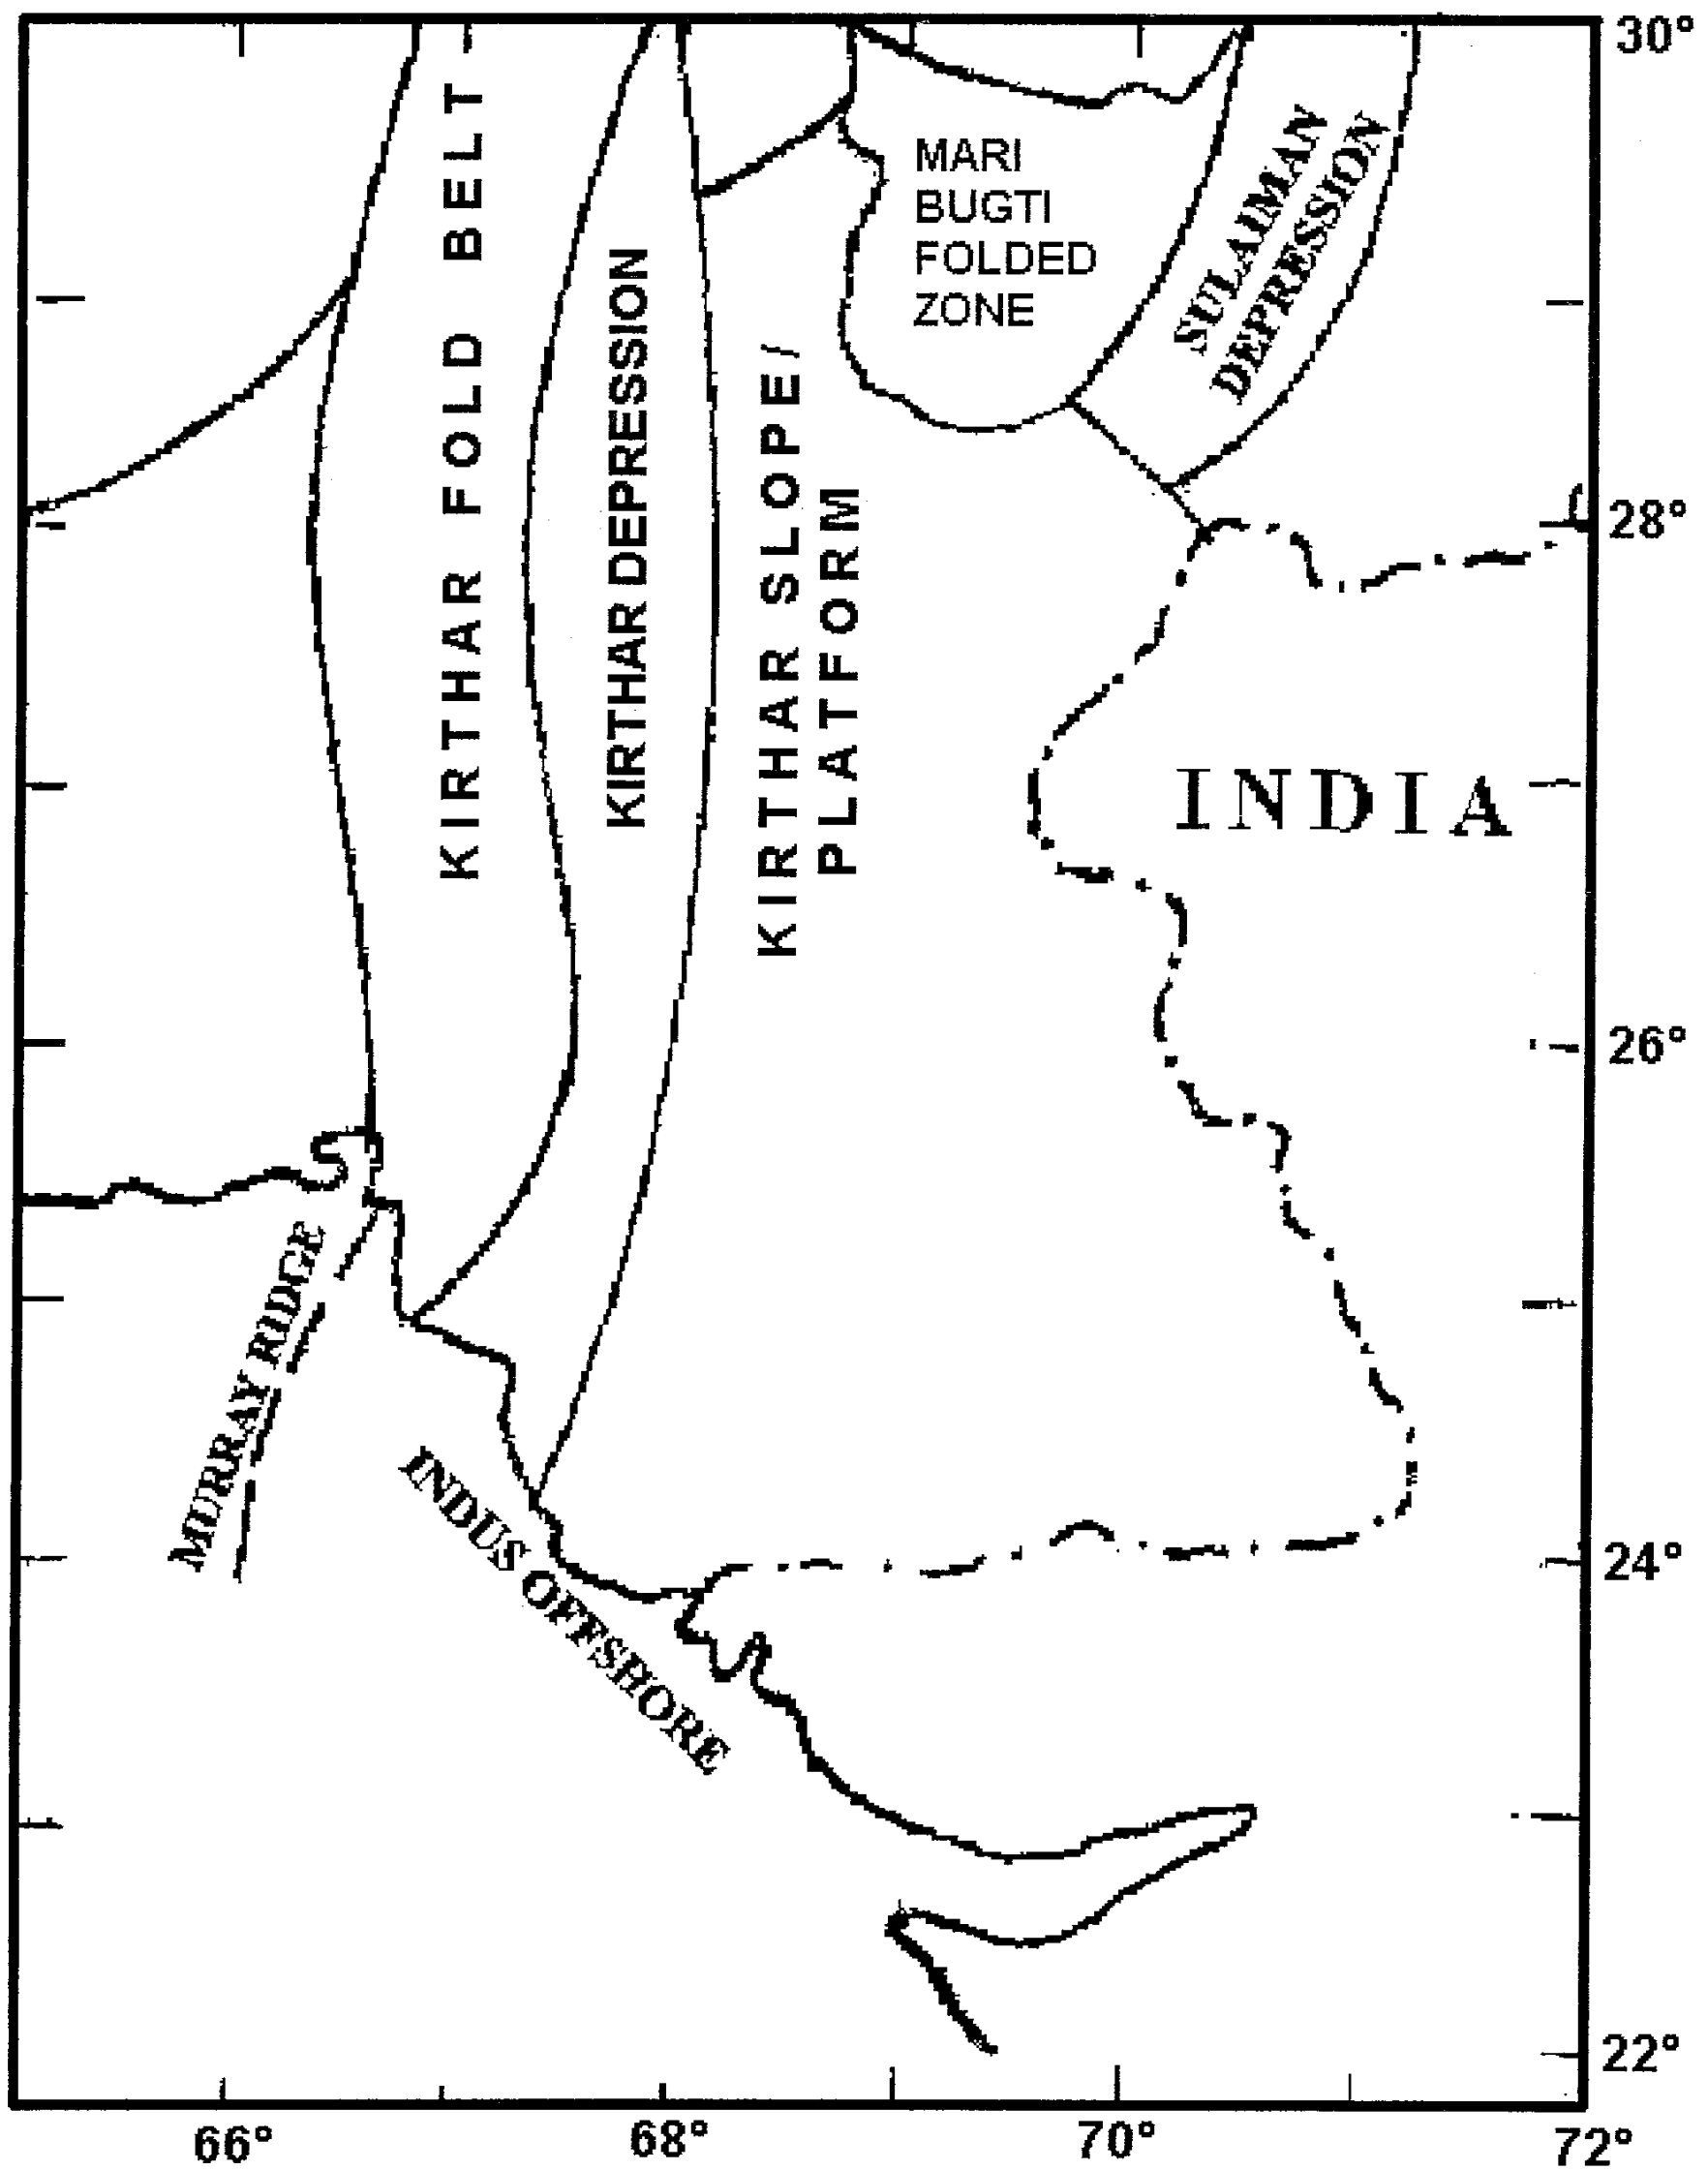 30°
MARI
BUGTI
FOLDED
ZONE
SULAIMAN
DEPRESSION
KIRTHAR FOLD BELT
KIRTHAR DEPRESSION
KIRTHAR SLOPE/
PLATFORM
28°
INDIA
26°
MURRAY RIDGE
INDUS OFFSHORE
24°
22°
66° 68° 70° 72°